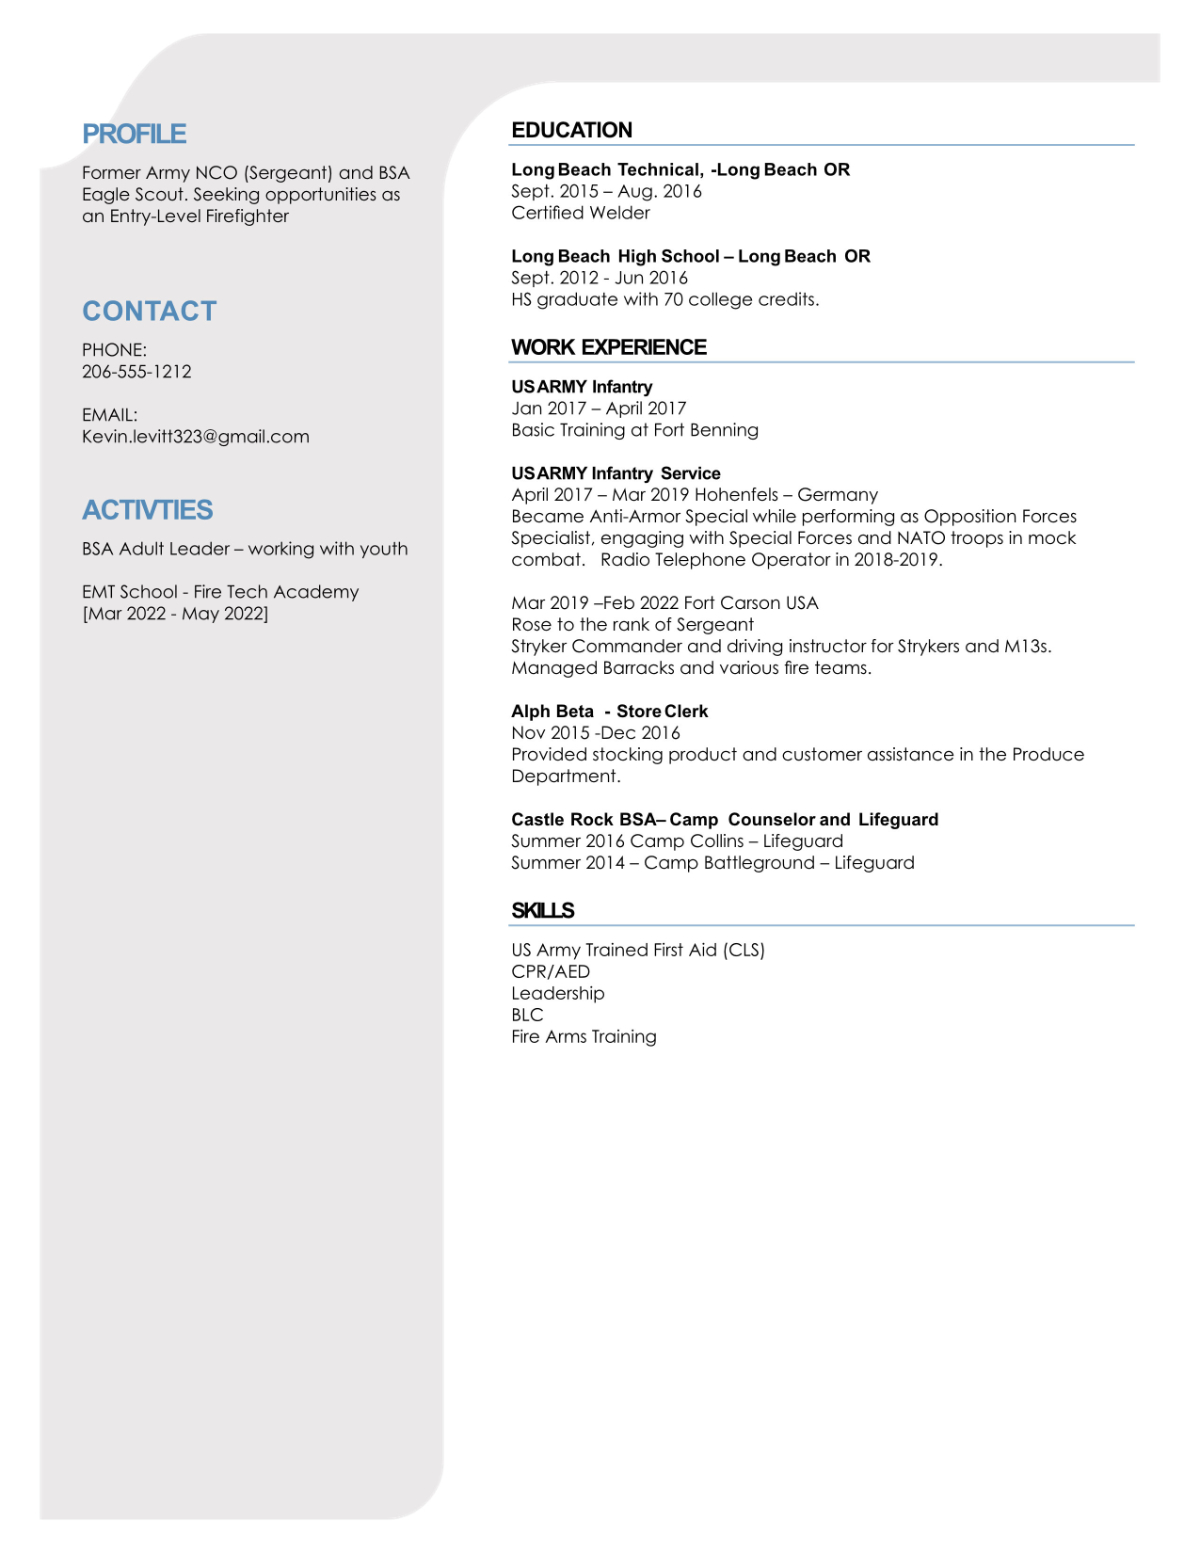 PROFILE
Former Army NCO (Sergeant) and BSA
Eagle Scout. Seeking opportunities as
an Entry-Level Firefighter
CONTACT
PHONE:
206-555-1212
EMAIL:
Kevin.levitt323@gmail.com
ACTIVTIES
BSA Adult Leader – working with youth
EMT School - Fire Tech Academy
[Mar 2022 - May 2022]
EDUCATION
Long Beach Technical, -Long Beach OR
Sept. 2015 – Aug. 2016
Certified Welder
Long Beach High School – Long Beach OR
Sept. 2012 - Jun 2016
HS graduate with 70 college credits.
WORK EXPERIENCE
US ARMY Infantry
Jan 2017 – April 2017
Basic Training at Fort Benning
US ARMY Infantry Service
April 2017 – Mar 2019 Hohenfels – Germany
Became Anti-Armor Special while performing as Opposition Forces
Specialist, engaging with Special Forces and NATO troops in mock
combat. Radio Telephone Operator in 2018-2019.
Mar 2019 –Feb 2022 Fort Carson USA
Rose to the rank of Sergeant
Stryker Commander and driving instructor for Strykers and M13s.
Managed Barracks and various fire teams.
Alph Beta - Store Clerk
Nov 2015 -Dec 2016
Provided stocking product and customer assistance in the Produce
Department.
Castle Rock BSA– Camp Counselor and Lifeguard
Summer 2016 Camp Collins – Lifeguard
Summer 2014 – Camp Battleground – Lifeguard
SKILLS
US Army Trained First Aid (CLS)
CPR/AED
Leadership
BLC
Fire Arms Training